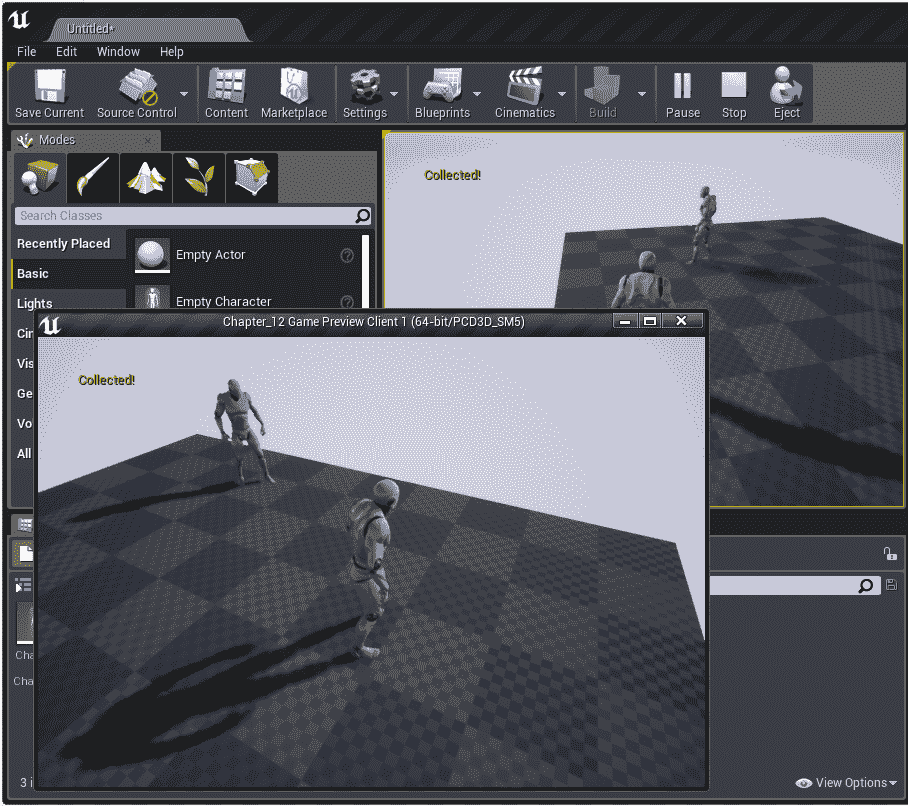 Untitled*
File Edit Window Help
Save Current Source Control Content Marketplace Settings Blueprints Cinematics Build Pause Stop Eject
Modes
Search Classes
Recently Placed
Empty Actor
Basic
Empty Character
Lights
Cin
Vis
Ge
Vo
All
Collected!
Chapter_12 Game Preview Client 1 (64-bit/PCD3D_SM5)
Collected!
Cha
Cha
3 i
View Options